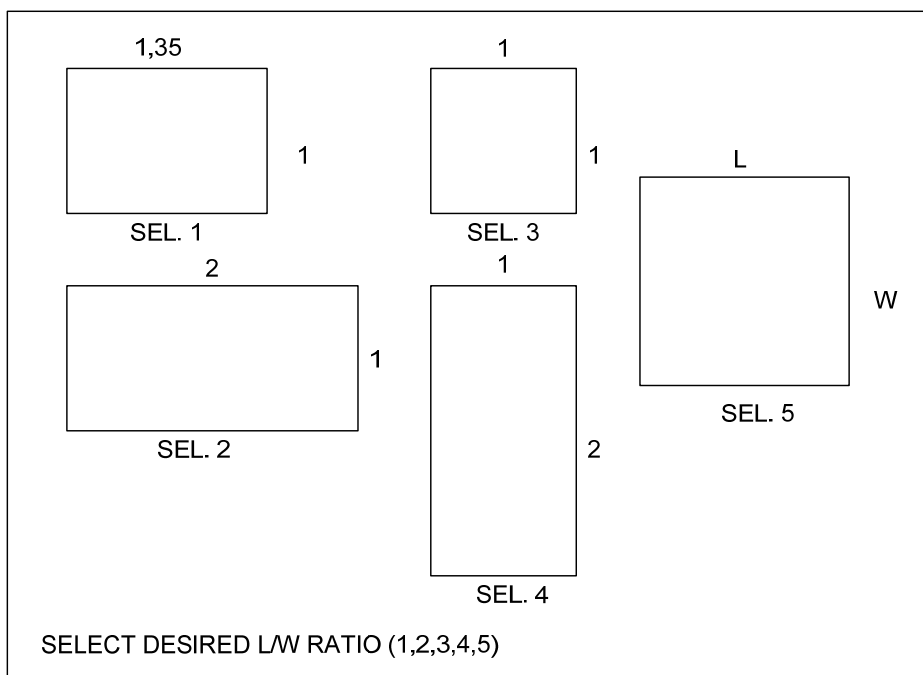 1,35
1
SEL. 1
1
1
SEL. 3
L
W
SEL. 5
2
1
SEL. 2
1
2
SEL. 4
SELECT DESIRED L/W RATIO (1,2,3,4,5)